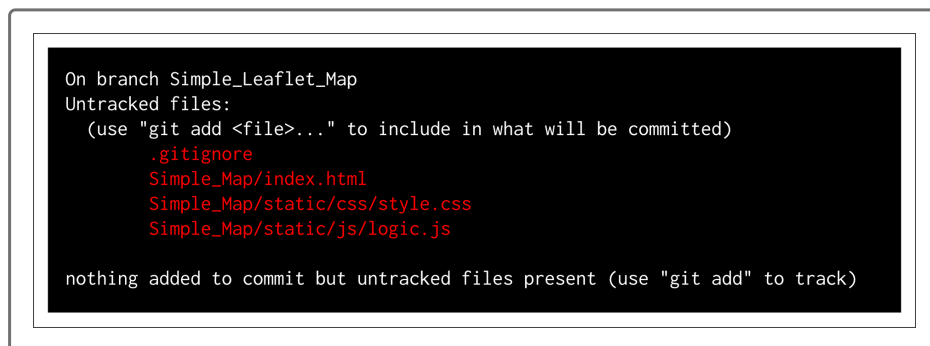 On branch Simple_Leaflet_Map
Untracked files:
(use "git add <file>..." to include in what will be committed)
.gitignore
Simple_Map/index.html
Simple_Map/static/css/style.css
Simple_Map/static/js/logic.js
nothing added to commit but untracked files present (use "git add" to track)